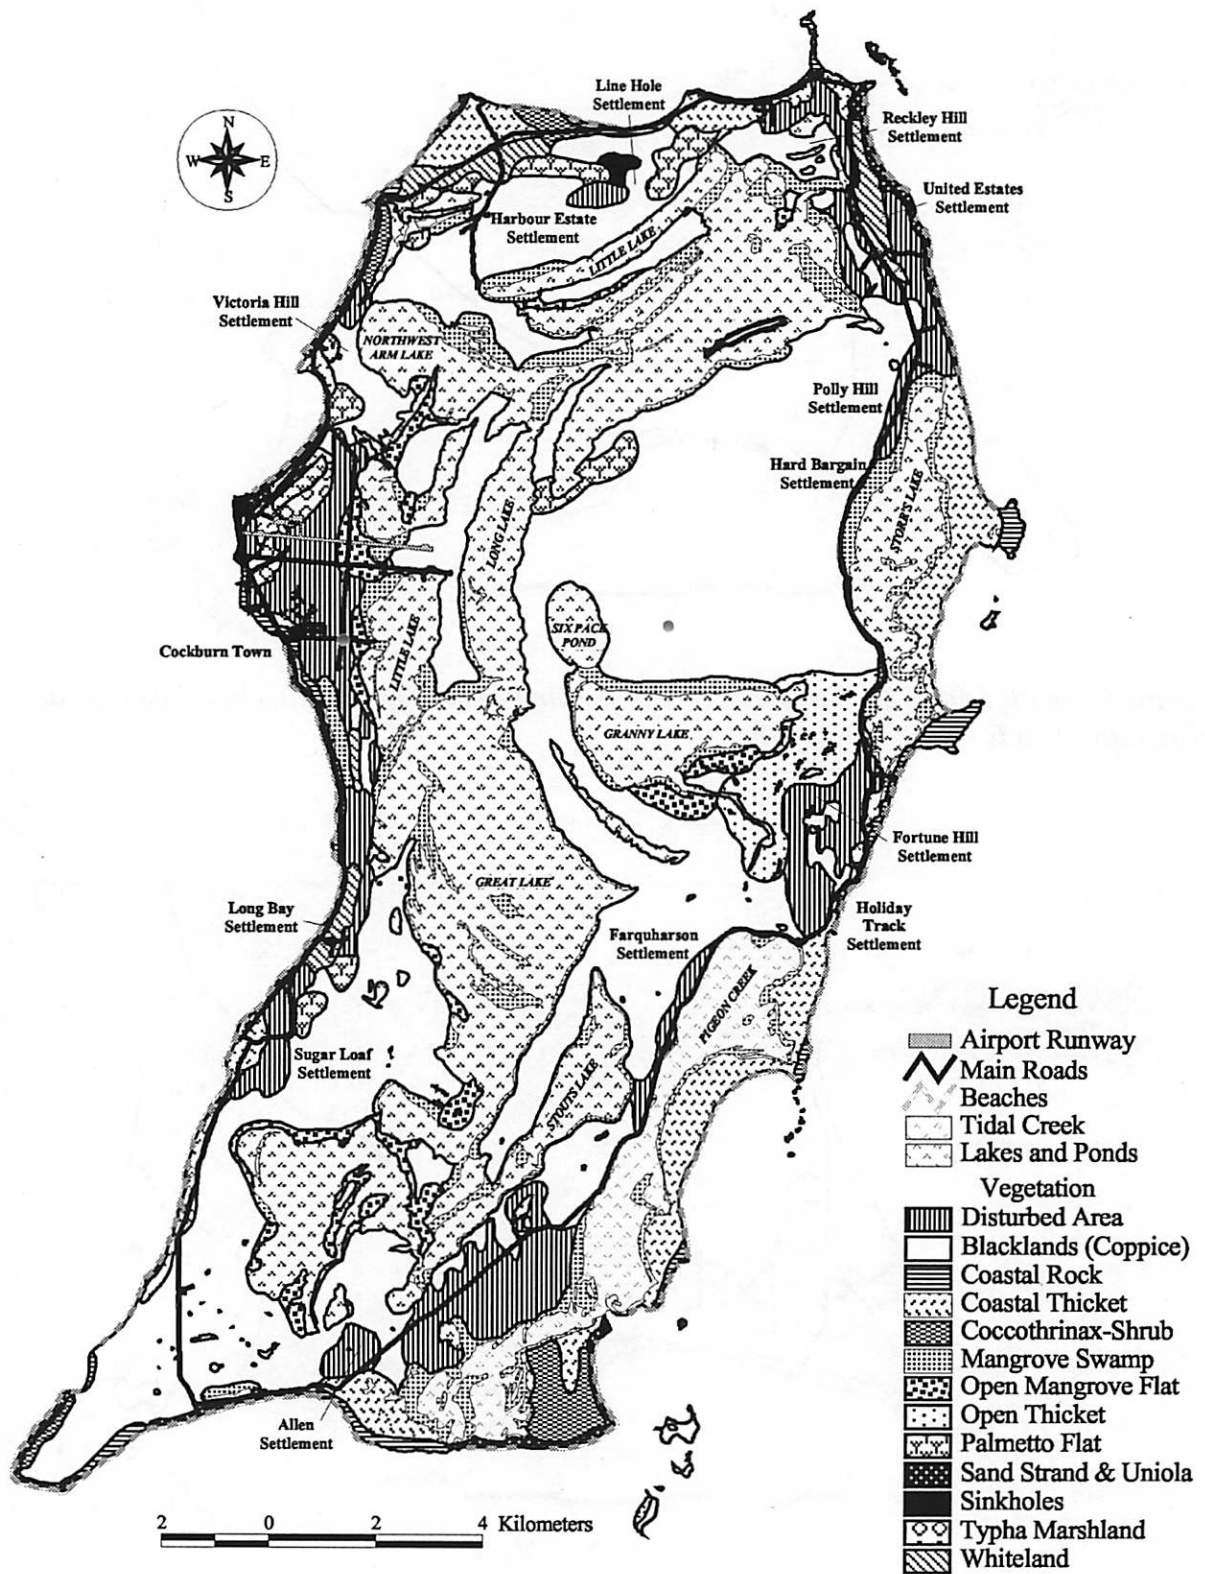 Line Hole
Settlement
N
W
E
S
Reckley Hill
Settlement
United Estates
Settlement
Harbour Estate
Settlement
LITTLE LAKE
Victoria Hill
Settlement
NORTHWEST
ARM LAKE
Polly Hill
Settlement
Hard Bargain
Settlement
STORR'S LAKE
LONG LAKE
SIX PACK
POND
Cockburn Town
LITTLE LAKE
GRANNY LAKE
Fortune Hill
Settlement
GREAT LAKE
Long Bay
Settlement
Holiday
Track
Settlement
Farquharson
Settlement
PIGEON CREEK
Sugar Loaf
Settlement
STOUTS LAKE
Allen
Settlement
2 0 2 4 Kilometers
Legend
Airport Runway
Main Roads
Beaches
Tidal Creek
Lakes and Ponds
Vegetation
Disturbed Area
Blacklands (Coppice)
Coastal Rock
Coastal Thicket
Coccothrinax-Shrub
Mangrove Swamp
Open Mangrove Flat
Open Thicket
Palmetto Flat
Sand Strand & Uniola
Sinkholes
Typha Marshland
Whiteland